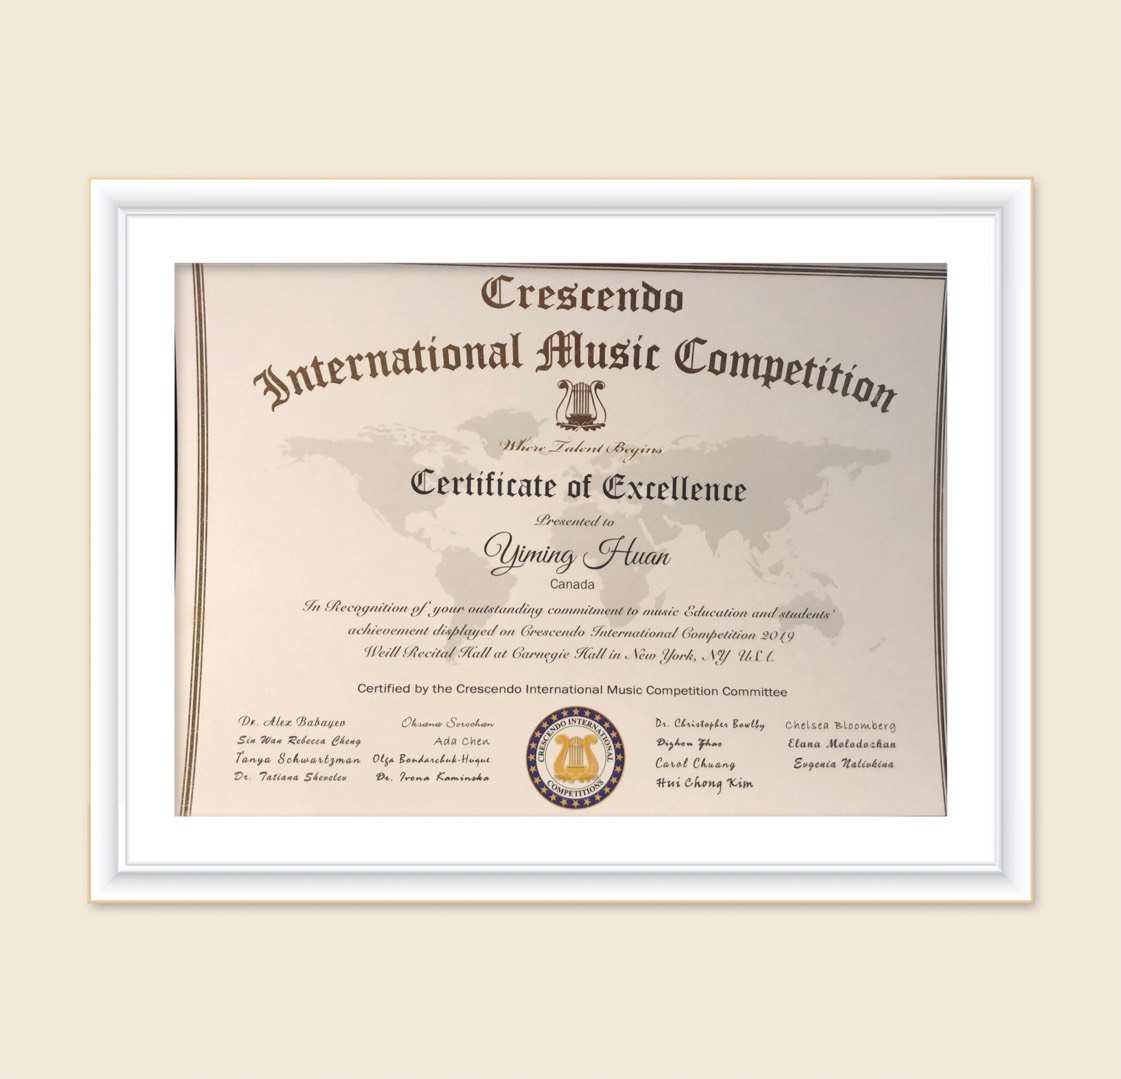 Crescendo
International Music Competition
Where Talent Begins
Certificate of Excellence
Presented to
Yiming Huan
Canada
In Recognition of your outstanding commitment to music Education and students'
achievement displayed on Crescendo International Competition 2019
Weill Recital Hall at Carnegie Hall in New York, NY
Certified by the Crescendo International Music Competition Committee
Dr. Alex Babayev
Sin Wan Rebecca Cheng
Tanya Schwartzman
Dr. Tatiana Shevelev
Oksana Sorochan
Ada Chen
Olga Bondarchuk-Huque
Dr. Irena Kaminska
CRESCENDO INTERNATIONAL
COMPETITIONS
Dr. Christopher Bowlby
Zhao
Carol Chuang
Hui Chong Kim
Chelsea Bloomberg
Elana Molodozhan
Evgenia Nalivkina